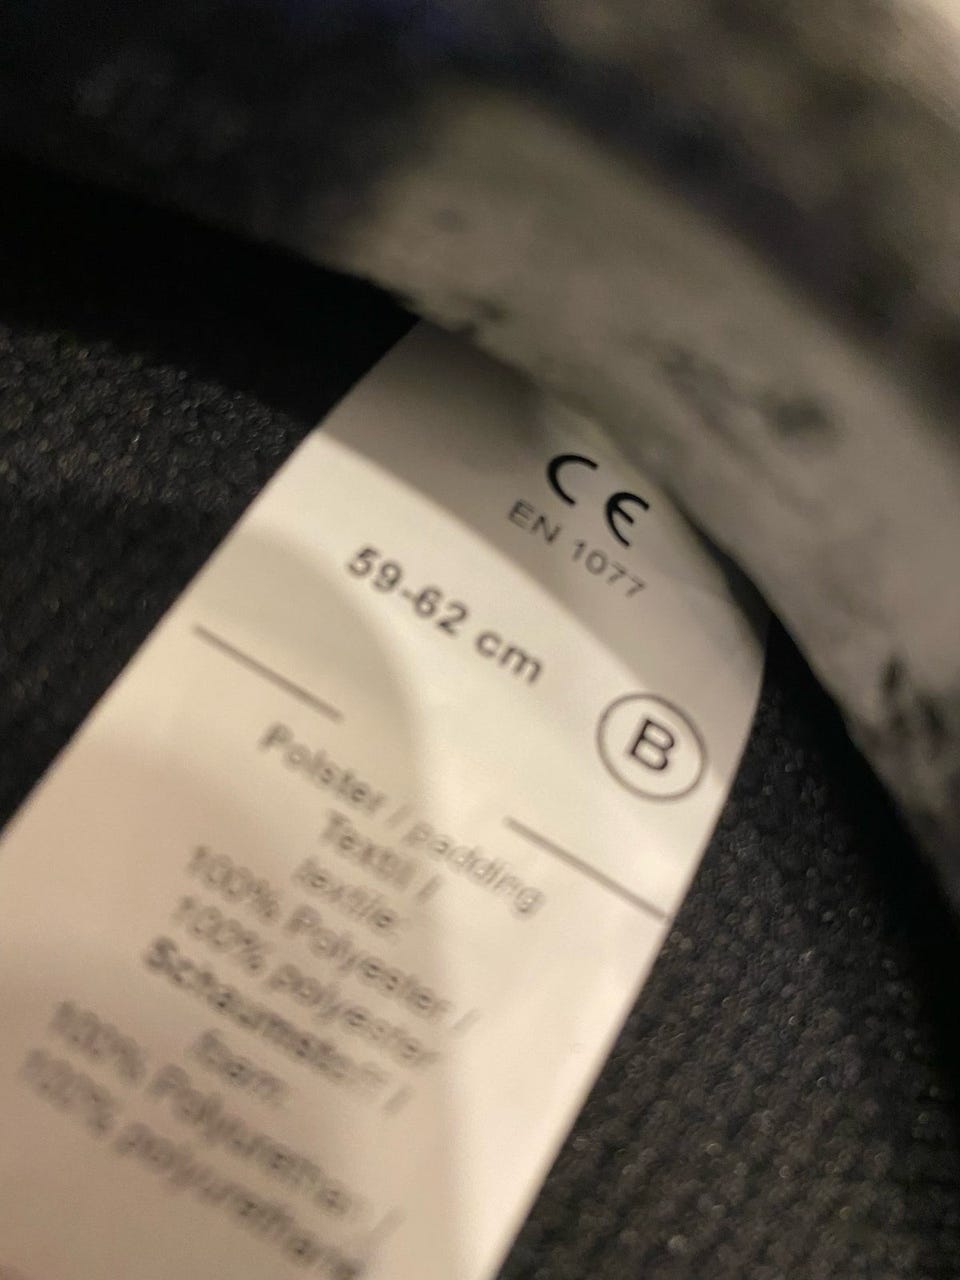 CE
EN 1077
59-62 cm
B
Polster / padding
Textil /
textile:
100% Polyester /
100% polyester
Schaumstoff /
foam:
100% Polyurethan /
100% polyurethane